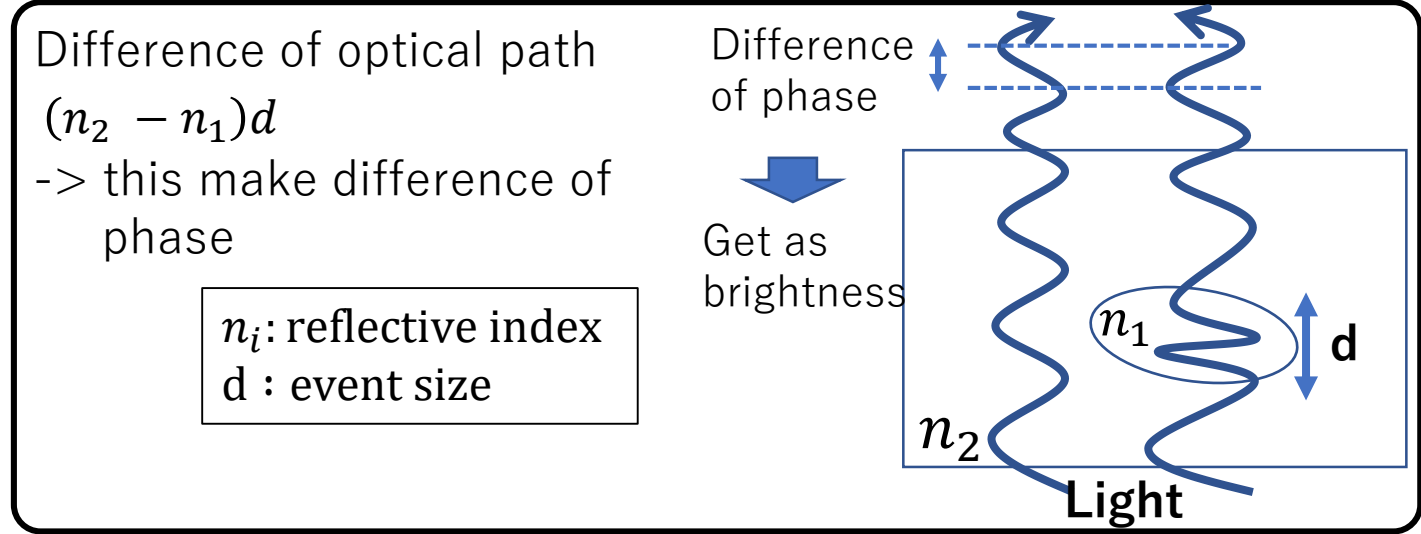 Difference of optical path
(n₂ − n₁)d
-> this make difference of
phase
nᵢ: reflective index
d : event size
Difference
of phase
Get as
brightness
n₁
d
n₂
Light